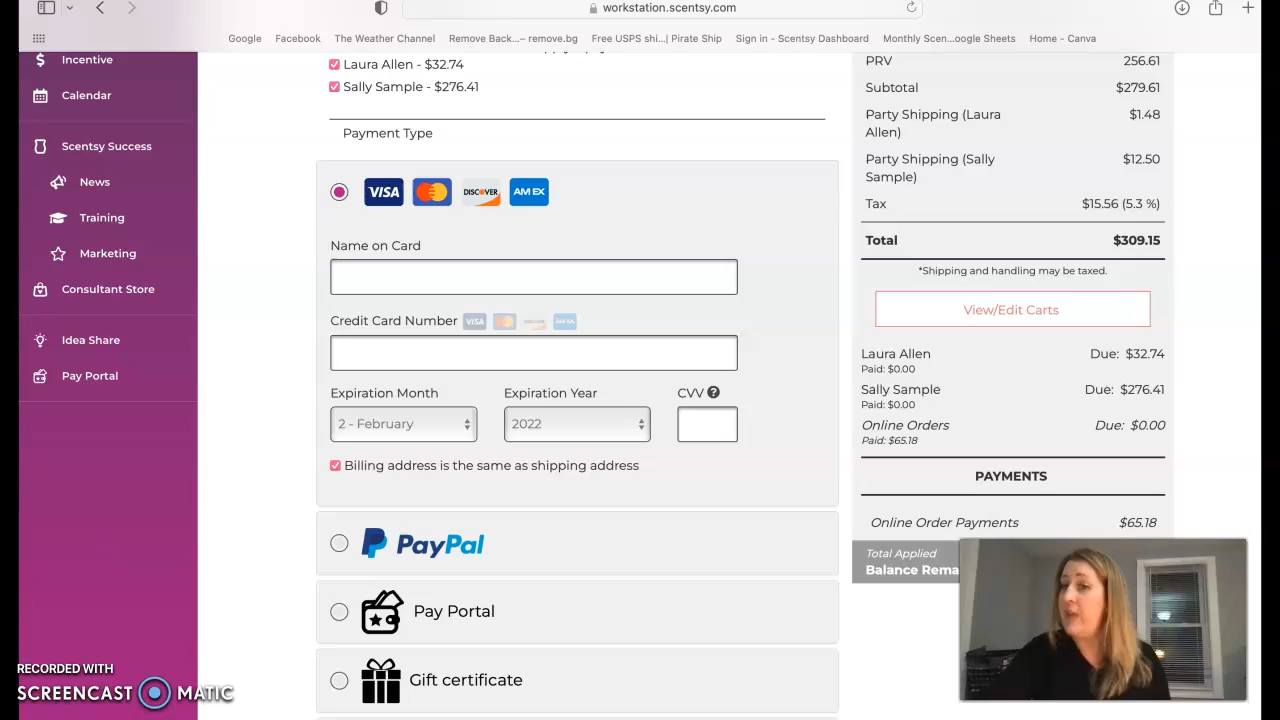 workstation.scentsy.com
Google
Facebook
The Weather Channel
Remove Back...– remove.bg
Free USPS shi...| Pirate Ship
Sign in - Scentsy Dashboard
Monthly Scen...oogle Sheets
Home - Canva
Incentive
Calendar
Scentsy Success
News
Training
Marketing
Consultant Store
Idea Share
Pay Portal
Laura Allen - $32.74
Sally Sample - $276.41
Payment Type
VISA
DISCOVER
AM EX
Name on Card
Credit Card Number
Expiration Month
Expiration Year
CVV
2 - February
2022
Billing address is the same as shipping address
PayPal
Pay Portal
Gift certificate
PRV 256.61
Subtotal $279.61
Party Shipping (Laura $1.48
Allen)
Party Shipping (Sally $12.50
Sample)
Tax $15.56 (5.3 %)
Total $309.15
*Shipping and handling may be taxed.
View/Edit Carts
Laura Allen Due: $32.74
Paid: $0.00
Sally Sample Due: $276.41
Paid: $0.00
Online Orders Due: $0.00
Paid: $65.18
PAYMENTS
Online Order Payments $65.18
Total Applied
Balance Rema
RECORDED WITH
SCREENCAST MATIC